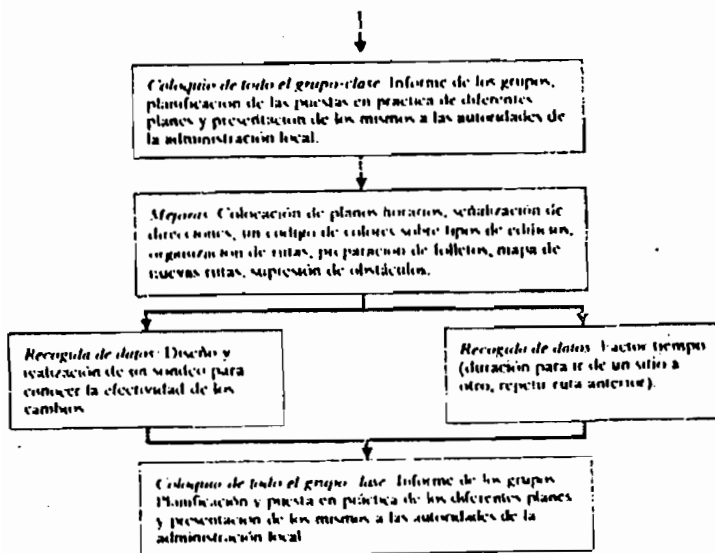 Coloquio de todo el grupo-clase. Informe de los grupos,
planificación de las puestas en práctica de diferentes
planes y presentación de los mismos a las autoridades de
la administración local.
Mejoras. Colocación de planos horarios, señalización de
direcciones, un código de colores sobre tipos de edificios,
organización de rutas, preparación de folletos, mapa de
nuevas rutas, supresión de obstáculos.
Recogida de datos. Diseño y
realización de un sondeo para
conocer la efectividad de los
cambios
Recogida de datos. Factor tiempo
(duración para ir de un sitio a
otro, repetir ruta anterior).
Coloquio de todo el grupo clase. Informe de los grupos
Planificación y puesta en práctica de los diferentes planes
y presentación de los mismos a las autoridades de la
administración local